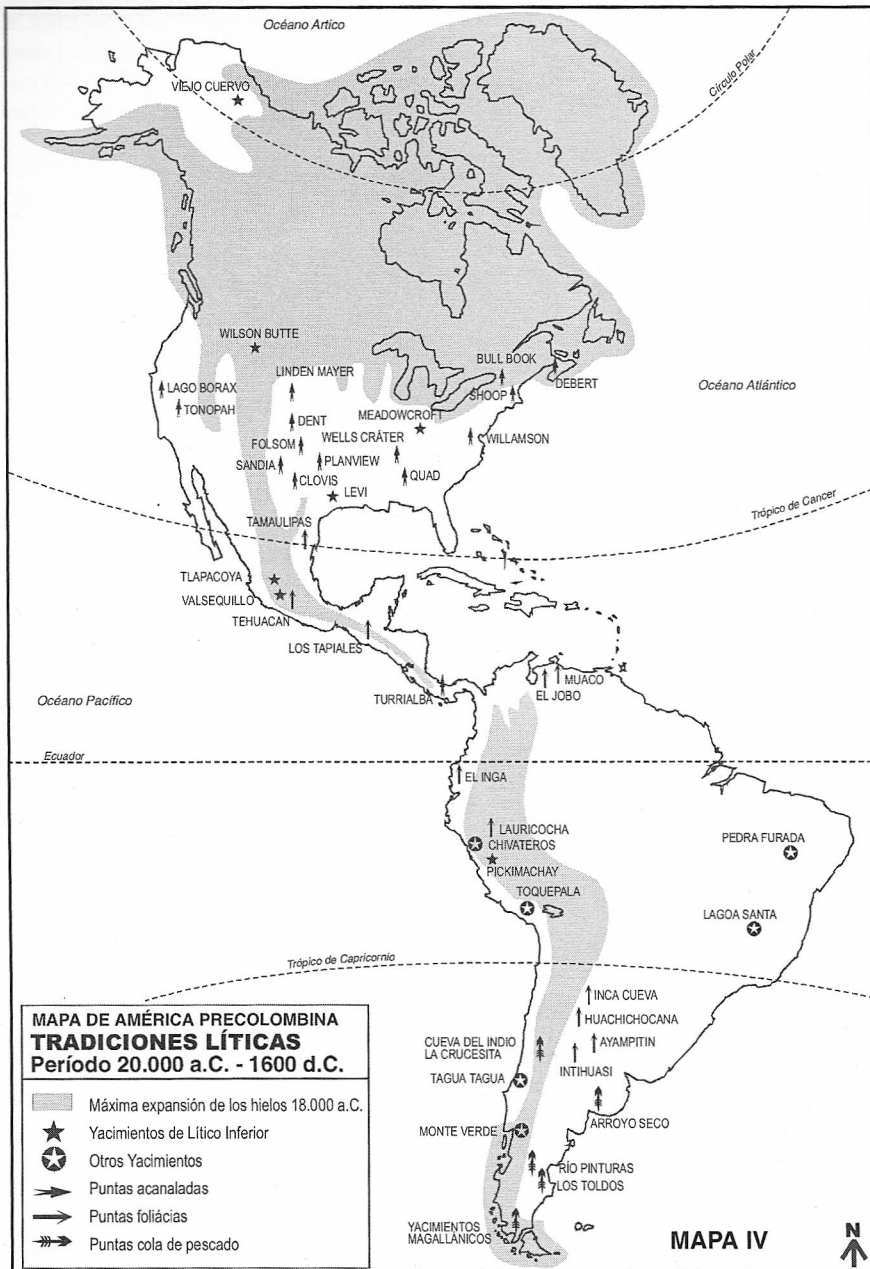 Océano Artico
Círculo Polar
VIEJO CUERVO
WILSON BUTTE
LINDEN MAYER
BULL BOOK
DEBERT
LAGO BORAX
TONOPAH
SHOOP
Océano Atlántico
MEADOWCROFT
DENT
WELLS CRÁTER
WILLAMSON
FOLSOM
SANDIA
PLANVIEW
CLOVIS
QUAD
LEVI
Trópico de Cancer
TAMAULIPAS
TLAPACOYA
VALSEQUILLO
TEHUACAN
LOS TAPIALES
MUACO
EL JOBO
TURRIALBA
Océano Pacífico
Ecuador
EL INGA
LAURICOCHA
CHIVATEROS
PICKIMACHAY
PEDRA FURADA
TOQUEPALA
LAGOA SANTA
Trópico de Capricornio
INCA CUEVA
HUACHICHOCANA
AYAMPITIN
INTIHUASI
CUEVA DEL INDIO
LA CRUCESITA
TAGUA TAGUA
ARROYO SECO
MONTE VERDE
RÍO PINTURAS
LOS TOLDOS
YACIMIENTOS
MAGALLÁNICOS
MAPA DE AMÉRICA PRECOLOMBINA
TRADICIONES LÍTICAS
Período 20.000 a.C. - 1600 d.C.
Máxima expansión de los hielos 18.000 a.C.
Yacimientos de Lítico Inferior
Otros Yacimientos
Puntas acanaladas
Puntas foliácias
Puntas cola de pescado
MAPA IV
N